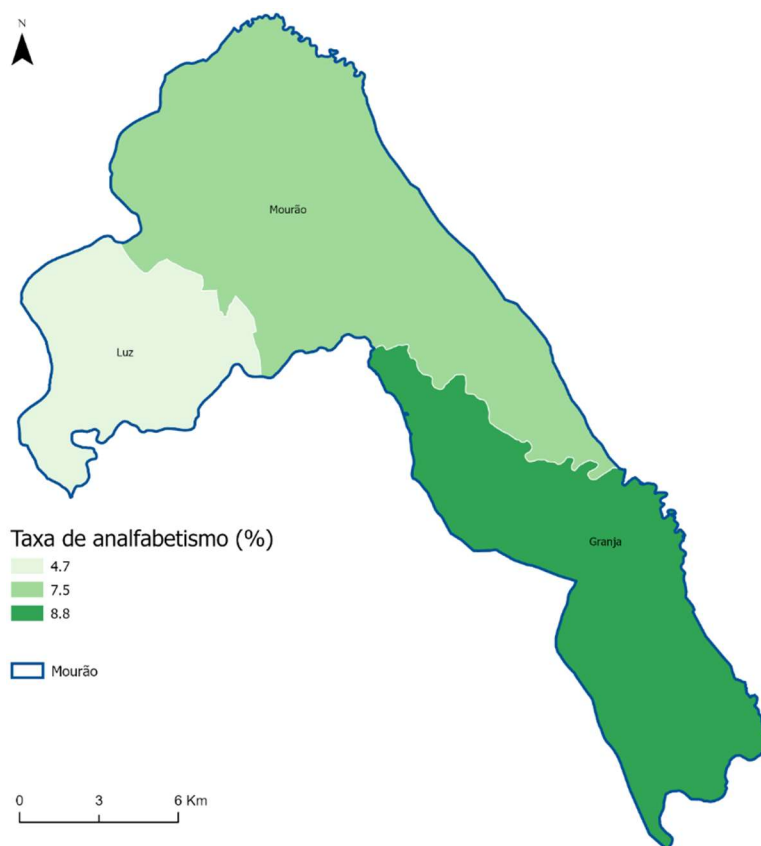 N
Mourão
Luz
Granja
Taxa de analfabetismo (%)
4.7
7.5
8.8
Mourão
0 3 6 Km